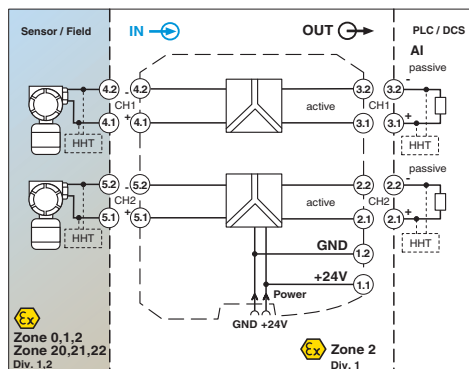 Sensor / Field
IN
OUT
PLC / DCS
AI
passive
4.2 - 4.2 3.2 3.2 -
CH1 active CH1
4.1 + 4.1 3.1 3.1 +
HHT HHT
passive
5.2 - 5.2 2.2 2.2 -
CH2 active CH2
5.1 + 5.1 2.1 2.1 +
HHT HHT
GND 1.2
+24V 1.1
Power
GND +24V
Ex
Zone 0,1,2
Zone 20,21,22
Div. 1,2
Ex Zone 2
Div. 1